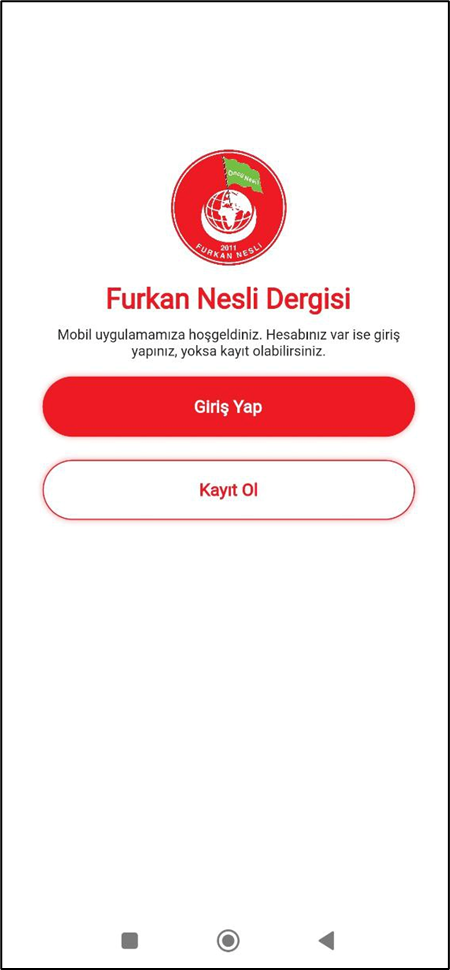 2011
FURKAN NESLİ
Furkan Nesli Dergisi
Mobil uygulamamıza hoşgeldiniz. Hesabınız var ise giriş
yapınız, yoksa kayıt olabilirsiniz.
Giriş Yap
Kayıt Ol